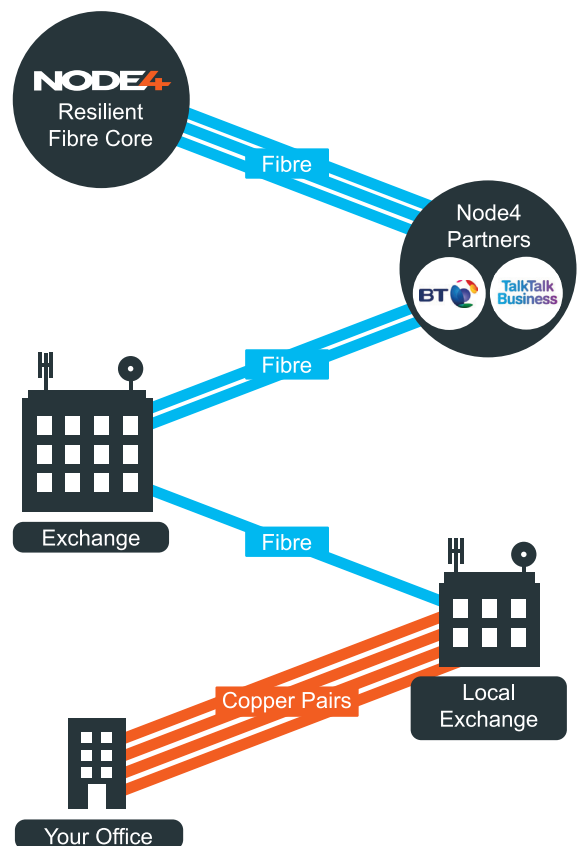 NODE4
Resilient
Fibre Core
Fibre
Node4
Partners
BT
TalkTalk
Business
Fibre
Exchange
Fibre
Local
Exchange
Copper Pairs
Your Office